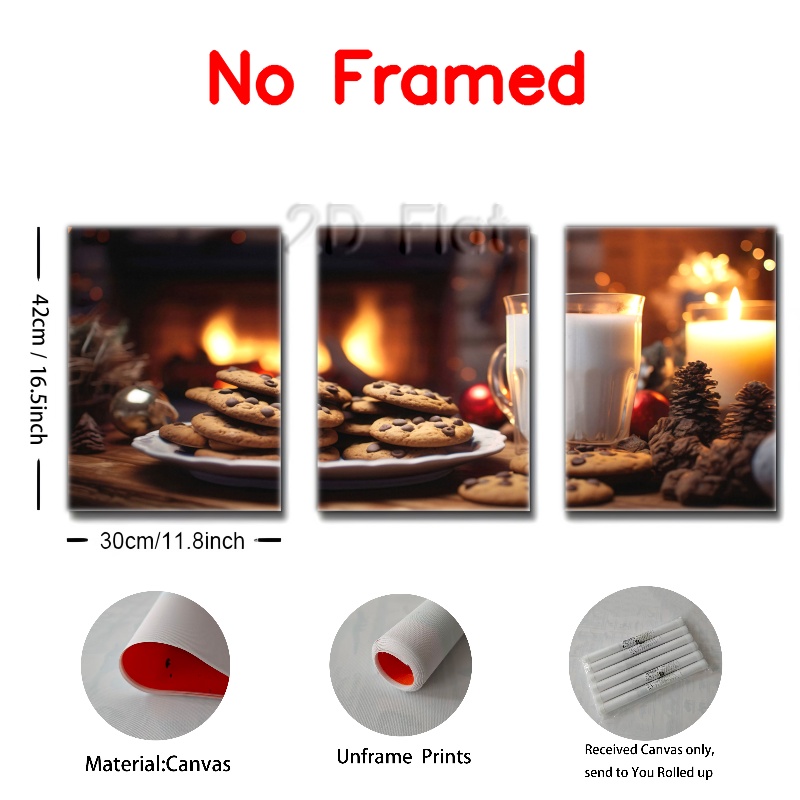 No Framed
2D Flat
42cm / 16.5inch
30cm/11.8inch
Material:Canvas
Unframe Prints
Received Canvas only,
send to You Rolled up